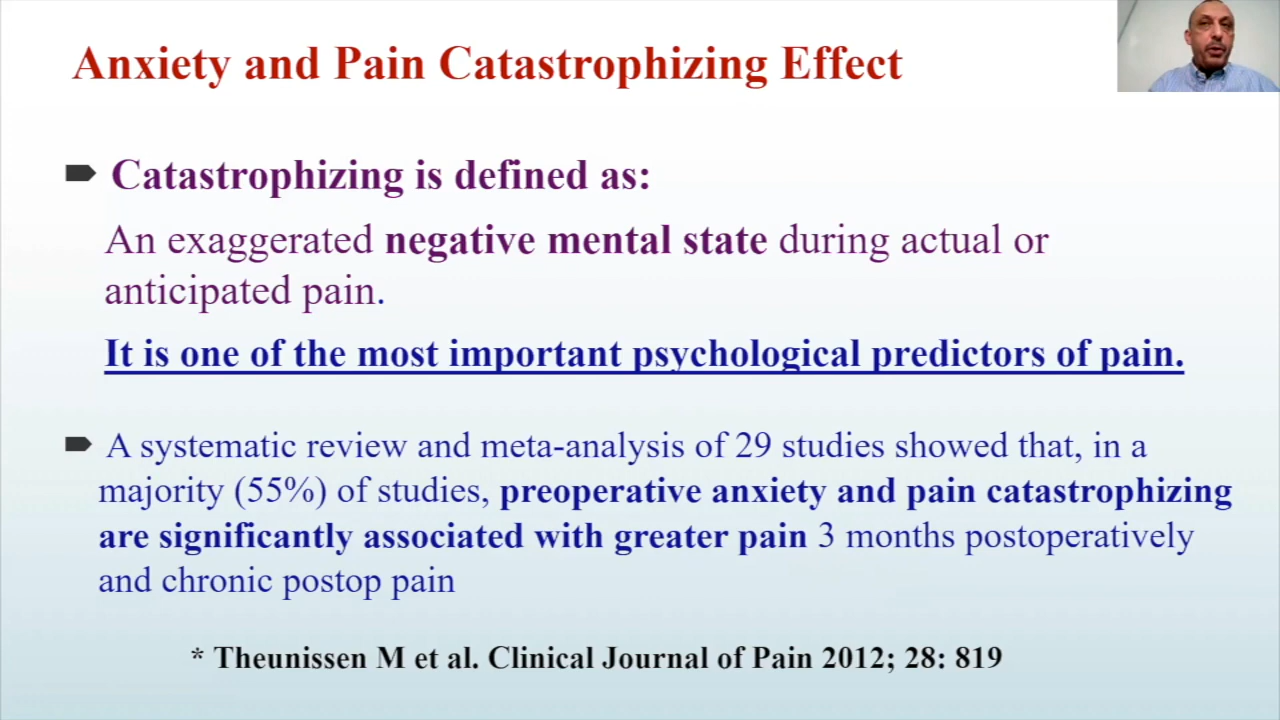 Anxiety and Pain Catastrophizing Effect
Catastrophizing is defined as:
An exaggerated negative mental state during actual or
anticipated pain.
It is one of the most important psychological predictors of pain.
A systematic review and meta-analysis of 29 studies showed that, in a
majority (55%) of studies, preoperative anxiety and pain catastrophizing
are significantly associated with greater pain 3 months postoperatively
and chronic postop pain
* Theunissen M et al. Clinical Journal of Pain 2012; 28: 819